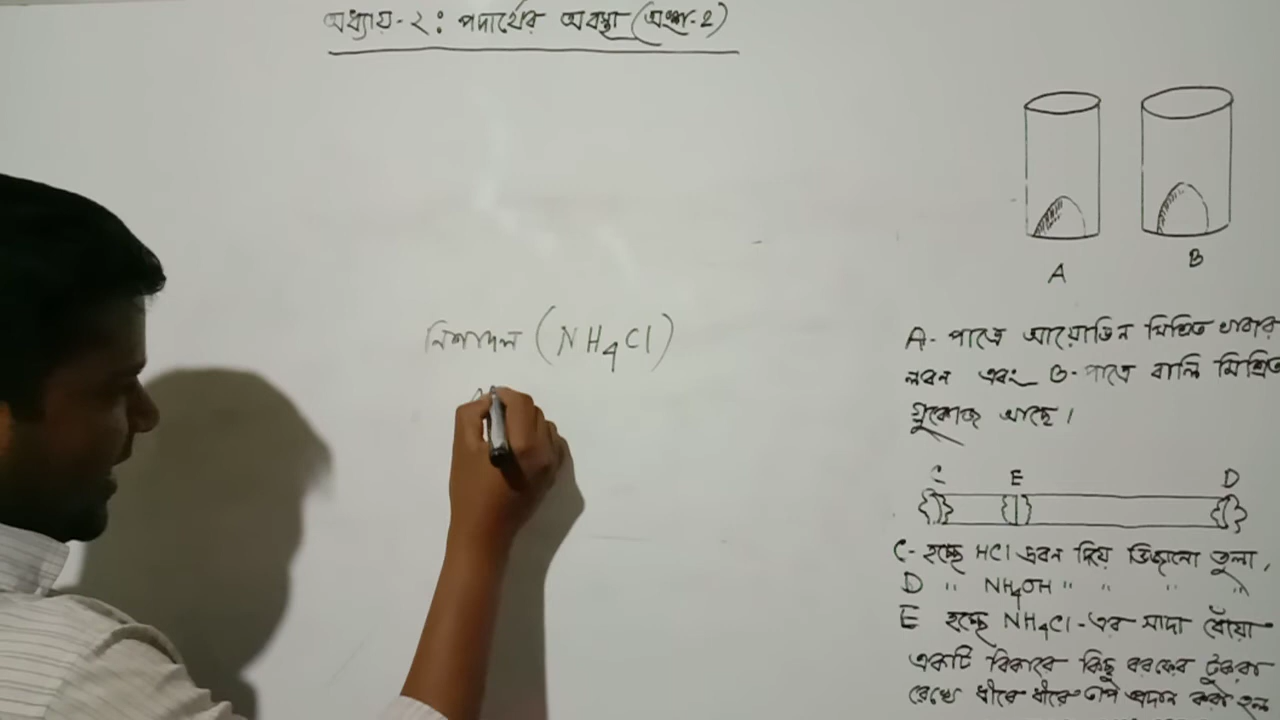 অধ্যায়-২: পদার্থের অবস্থা (অংশ-2)
A
B
নিশাদল (NH4Cl)
A- পাত্রে আয়োডিন মিশ্রিত খাবার
লবন এবং B-পাত্রে বালি মিশ্রিত
গ্লুকোজ আছে।
C
E
D
C- হচ্ছে HCl দ্রবন দিয়ে ভিজানো তুলা,
D " NH4OH " " " "
E হচ্ছে NH4Cl-এর সাদা ধোঁয়া
একটি বিকারে কিছু বরফের টুকরা
রেখে ধীরে ধীরে তাপ প্রদান করা হল